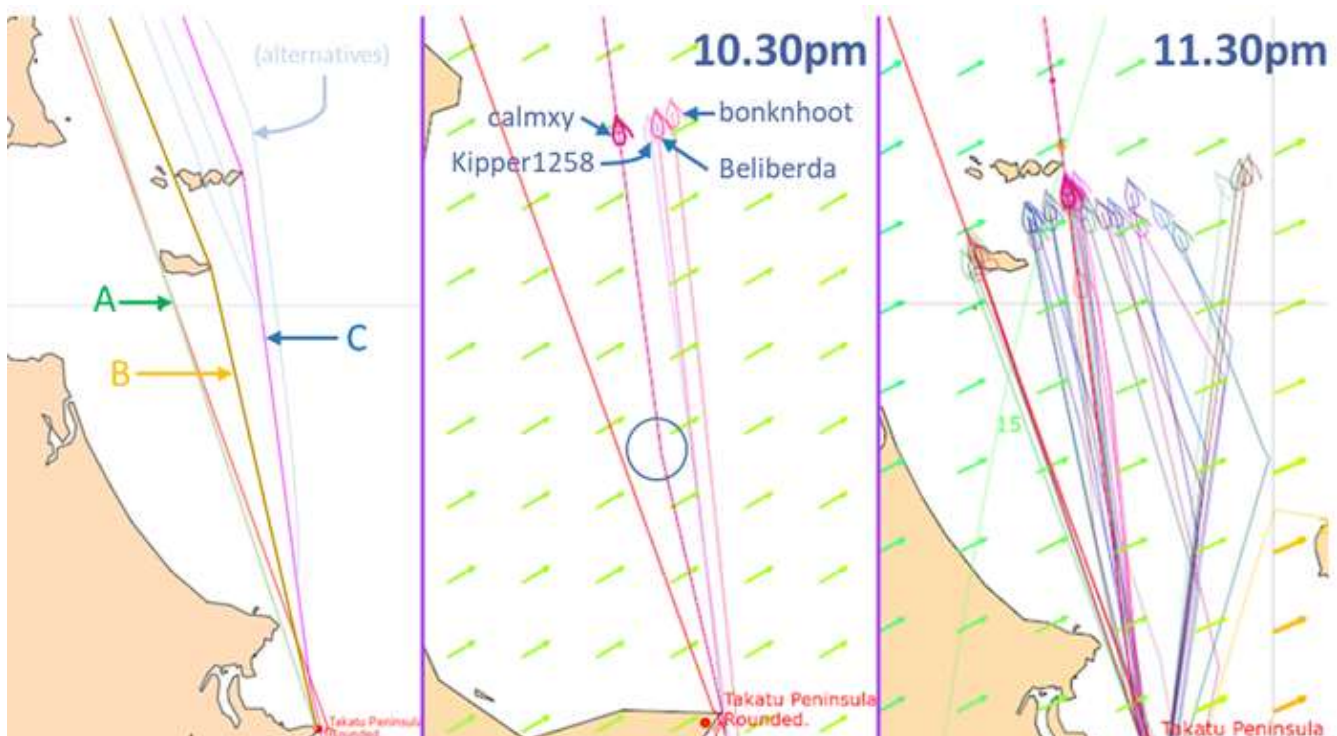 (alternatives)
A
B
C
Takatu Peninsula
Rounded.
10.30pm
calmxy
bonknhoot
Kipper1258
Beliberda
Takatu Peninsula
Rounded.
11.30pm
15
Takatu Peninsula